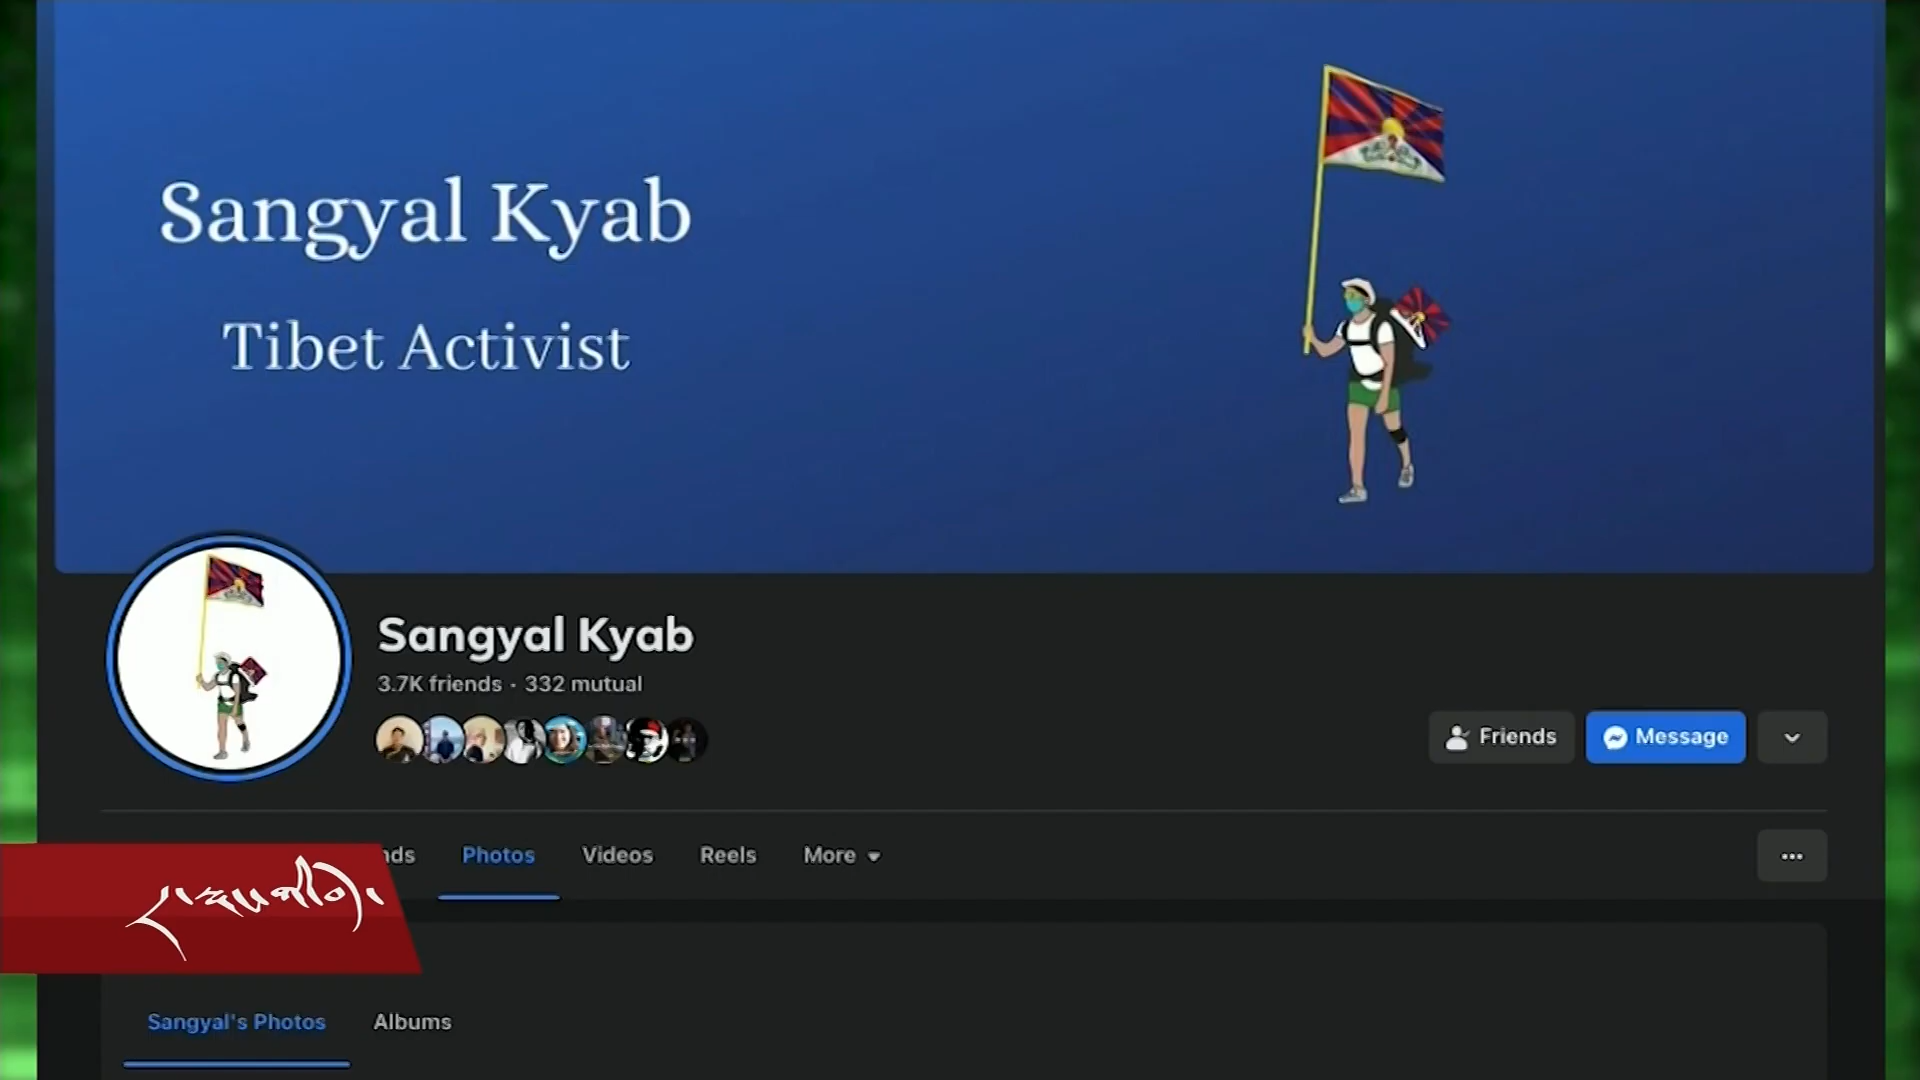 Sangyal Kyab
Tibet Activist
Sangyal Kyab
3.7K friends · 332 mutual
Friends
Message
Photos
Videos
Reels
More
Sangyal's Photos
Albums